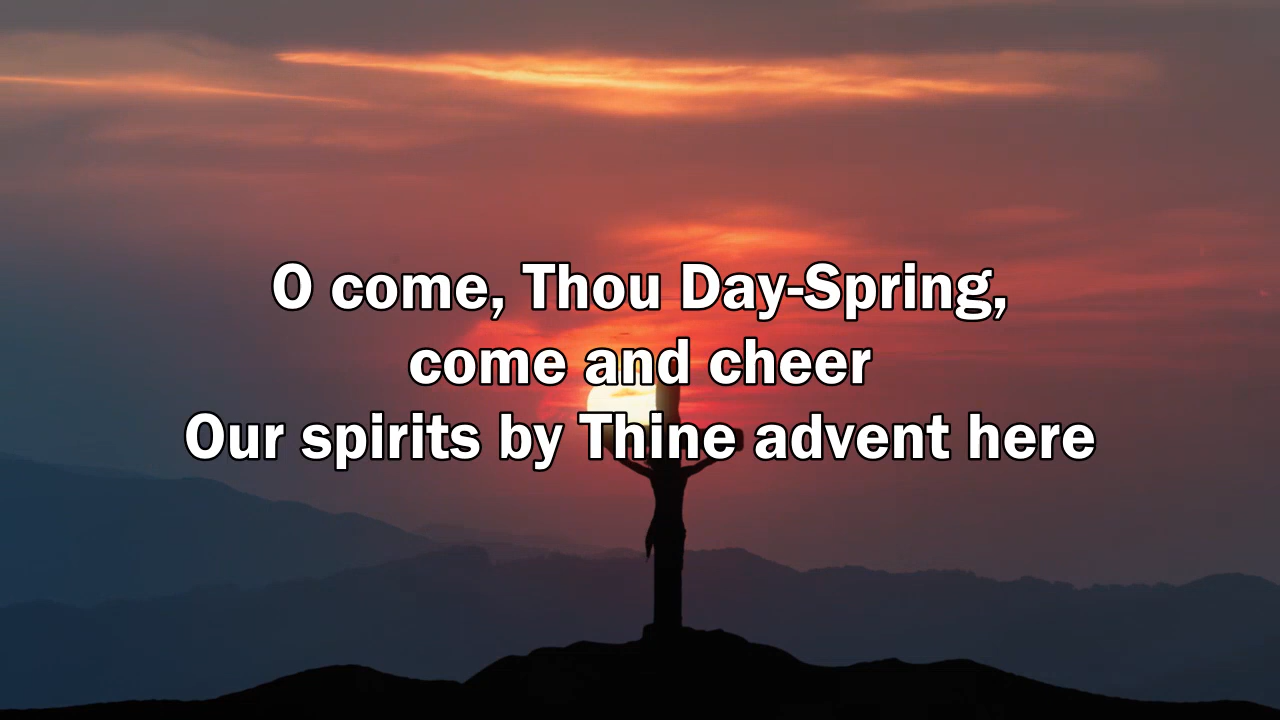 O come, Thou Day-Spring,
come and cheer
Our spirits by Thine advent here